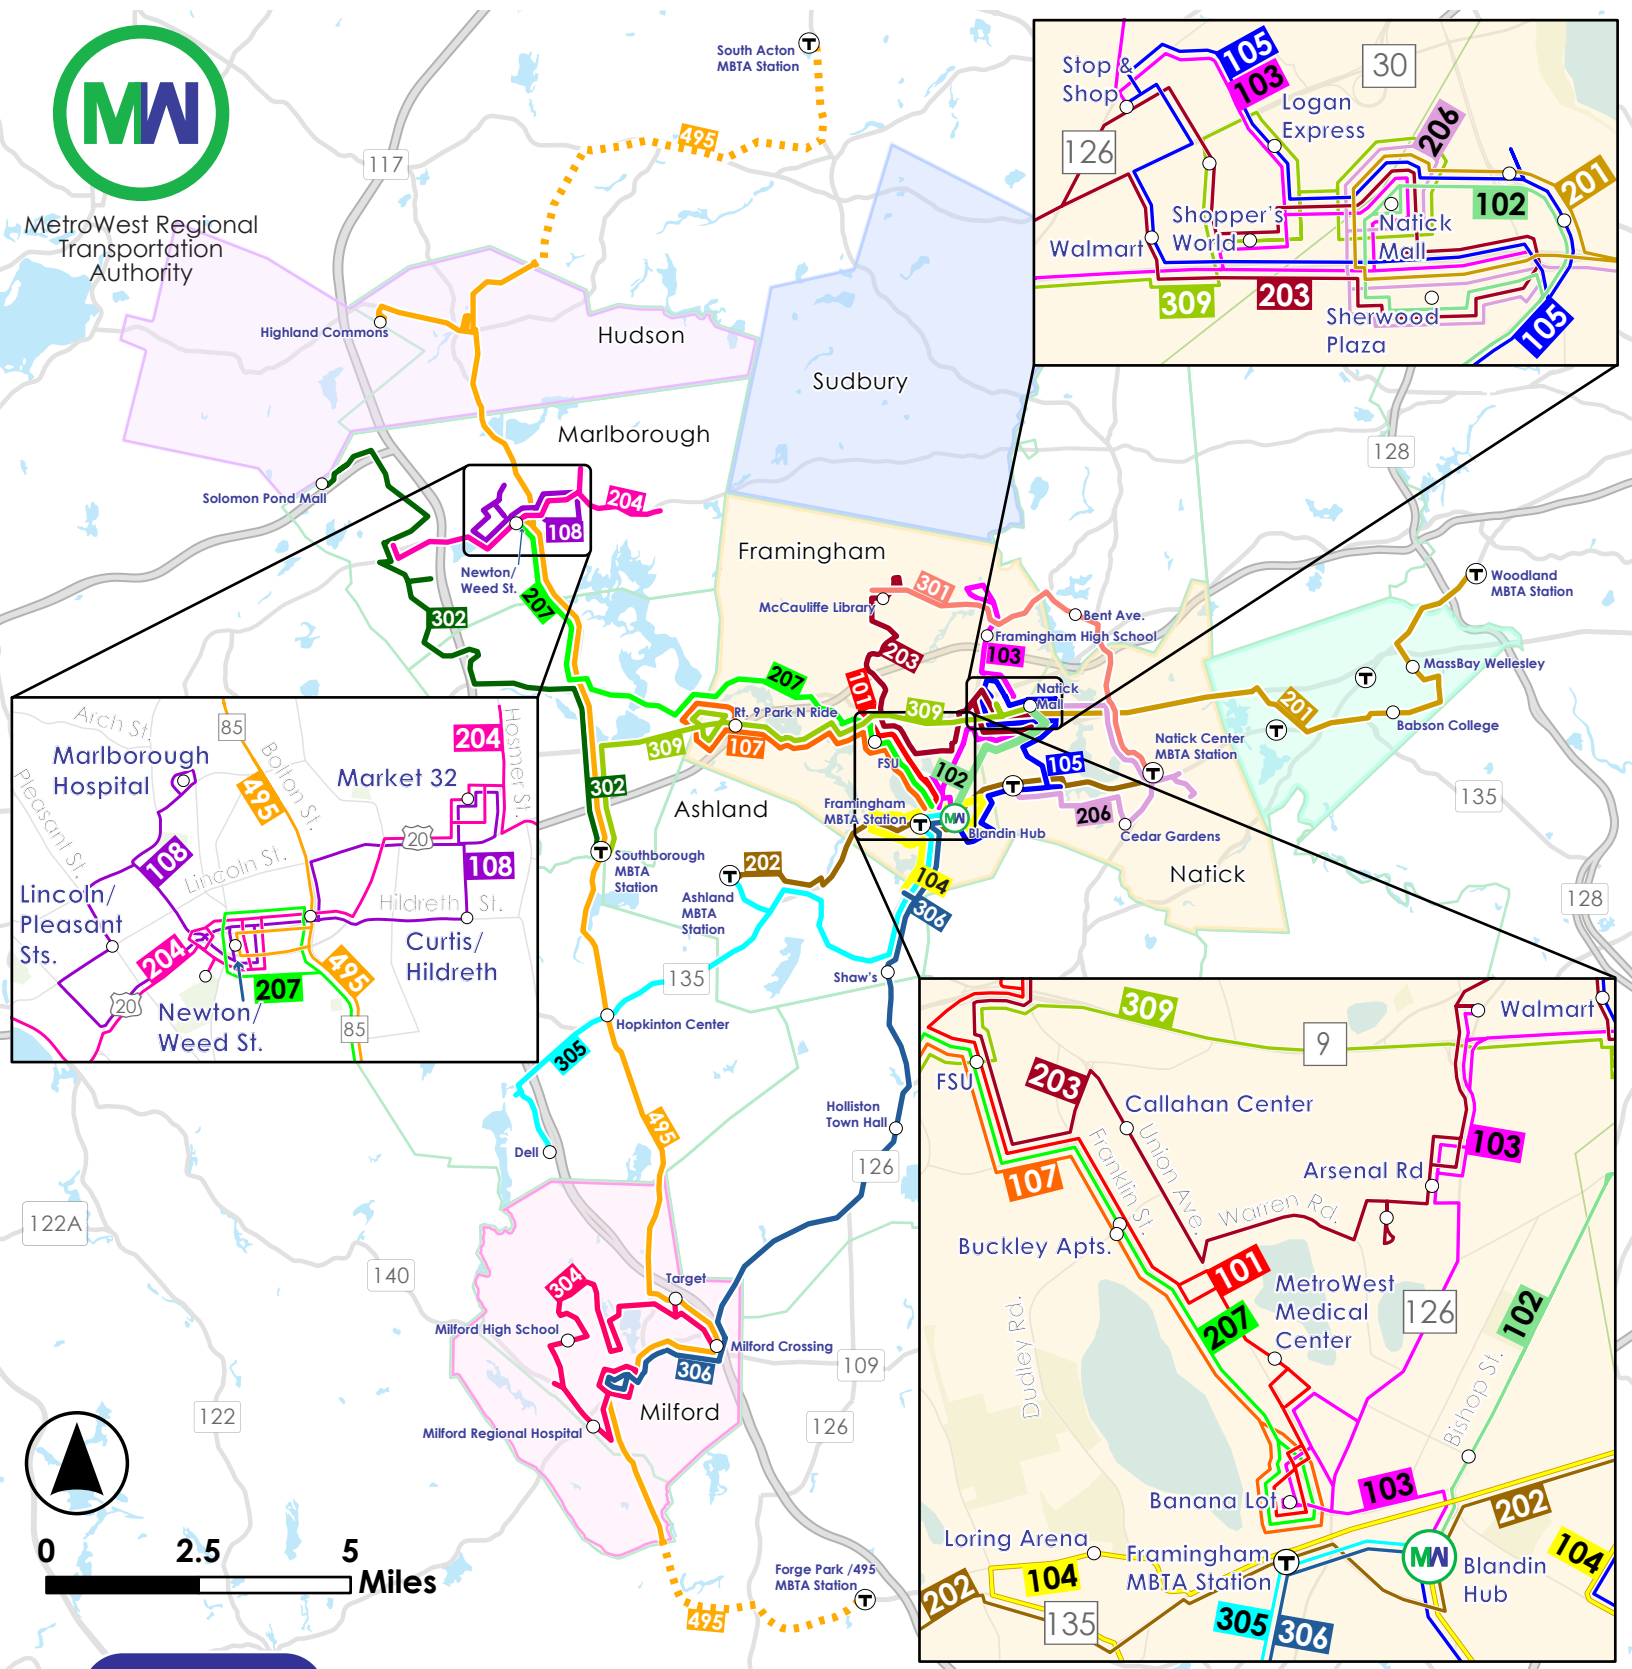 MW
MetroWest Regional
Transportation
Authority
South Acton
MBTA Station
495
117
Highland Commons
Hudson
Sudbury
Marlborough
Solomon Pond Mall
204
108
Newton/
Weed St.
207
302
Framingham
McCauliffe Library
301
Bent Ave.
Framingham High School
103
203
101
207
Natick
Mall
309
Rt. 9 Park N Ride
309
107
FSU
102
105
302
Ashland
Framingham
MBTA Station
MW
Blandin Hub
206
Cedar Gardens
Natick Center
MBTA Station
201
Woodland
MBTA Station
MassBay Wellesley
Babson College
128
135
128
Natick
Southborough
MBTA
Station
202
Ashland
MBTA
Station
104
306
Shaw's
135
Hopkinton Center
305
Dell
495
Holliston
Town Hall
126
122A
140
122
109
126
304
Target
Milford High School
Milford Crossing
306
Milford
Milford Regional Hospital
Forge Park /495
MBTA Station
495
0
2.5
5
Miles
Stop &
Shop
105
103
30
Logan
Express
126
206
201
102
Shopper's
World
Natick
Mall
Walmart
309
203
Sherwood
Plaza
105
Arch St.
85
Marlborough
Hospital
Bolton St.
495
Market 32
204
Hosmer St.
Pleasant St.
108
Lincoln St.
20
108
Lincoln/
Pleasant
Sts.
Hildreth St.
Curtis/
Hildreth
204
495
20
207
Newton/
Weed St.
85
309
9
Walmart
FSU
203
Callahan Center
Union Ave.
Franklin St.
103
Arsenal Rd
107
Warren Rd.
Buckley Apts.
101
MetroWest
Medical
Center
207
126
102
Dudley Rd.
Bishop St.
Banana Lot
103
202
Loring Arena
Framingham
MBTA Station
MW
Blandin
Hub
104
104
202
135
305
306